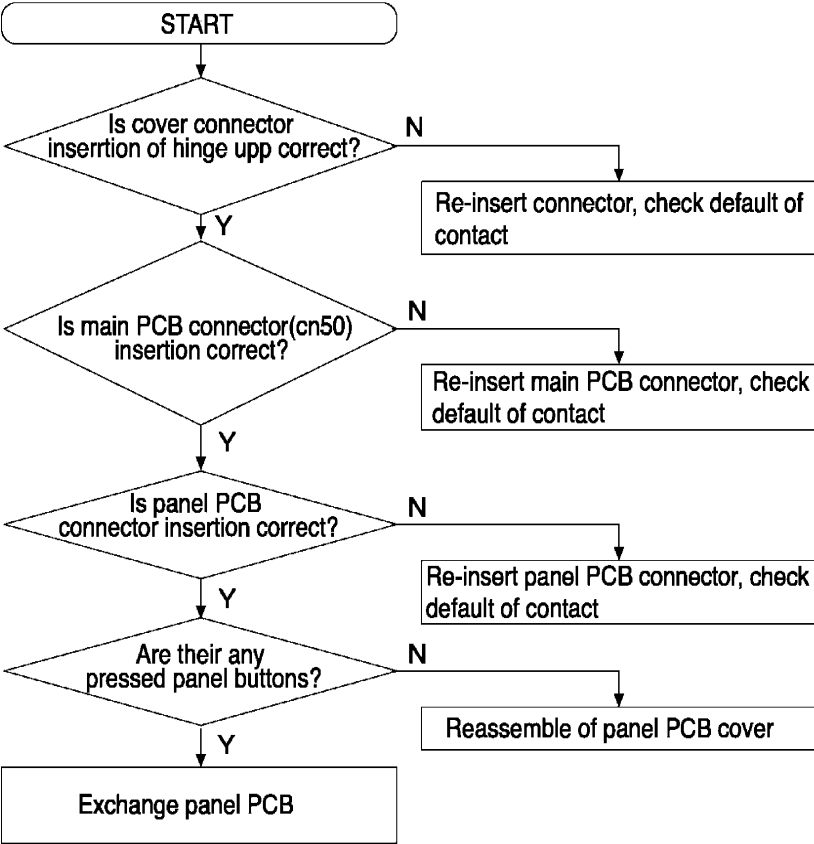 START
Is cover connector
inserrtion of hinge upp correct?
N
Re-insert connector, check default of
contact
Y
Is main PCB connector(cn50)
insertion correct?
N
Re-insert main PCB connector, check
default of contact
Y
Is panel PCB
connector insertion correct?
N
Re-insert panel PCB connector, check
default of contact
Y
Are their any
pressed panel buttons?
N
Reassemble of panel PCB cover
Y
Exchange panel PCB